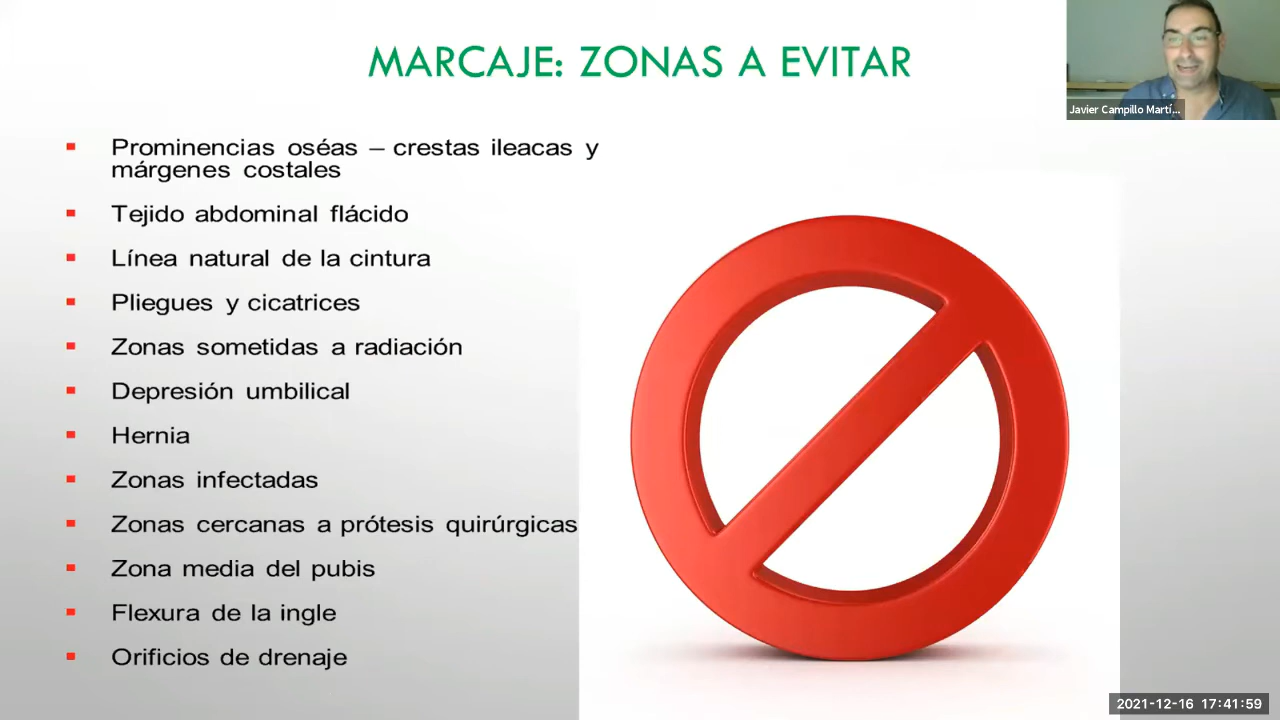 MARCAJE: ZONAS A EVITAR
Javier Campillo Martí...
▪ Prominencias oséas – crestas ileacas y
márgenes costales
▪ Tejido abdominal flácido
▪ Línea natural de la cintura
▪ Pliegues y cicatrices
▪ Zonas sometidas a radiación
▪ Depresión umbilical
▪ Hernia
▪ Zonas infectadas
▪ Zonas cercanas a prótesis quirúrgicas
▪ Zona media del pubis
▪ Flexura de la ingle
▪ Orificios de drenaje
2021-12-16 17:41:59